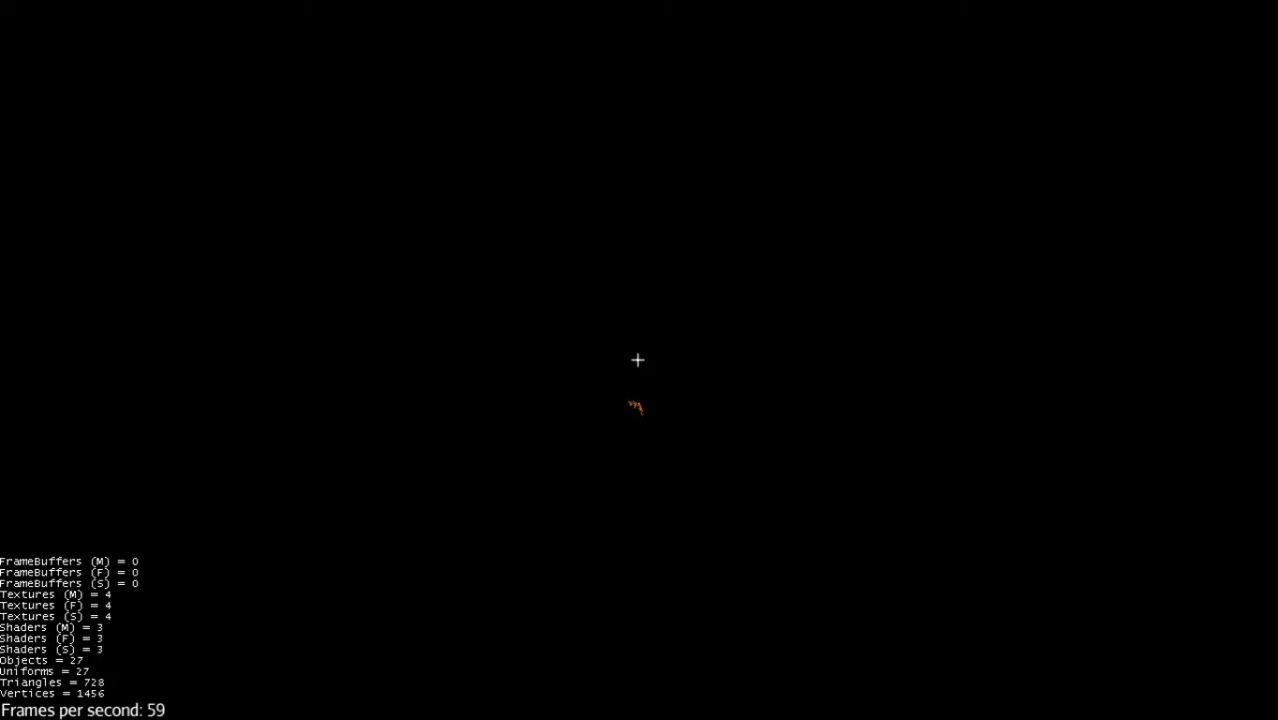 FrameBuffers (M) = 0
FrameBuffers (F) = 0
FrameBuffers (S) = 0
Textures (M) = 4
Textures (F) = 4
Textures (S) = 4
Shaders (M) = 3
Shaders (F) = 3
Shaders (S) = 3
Objects = 27
Uniforms = 27
Triangles = 728
Vertices = 1456
Frames per second: 59